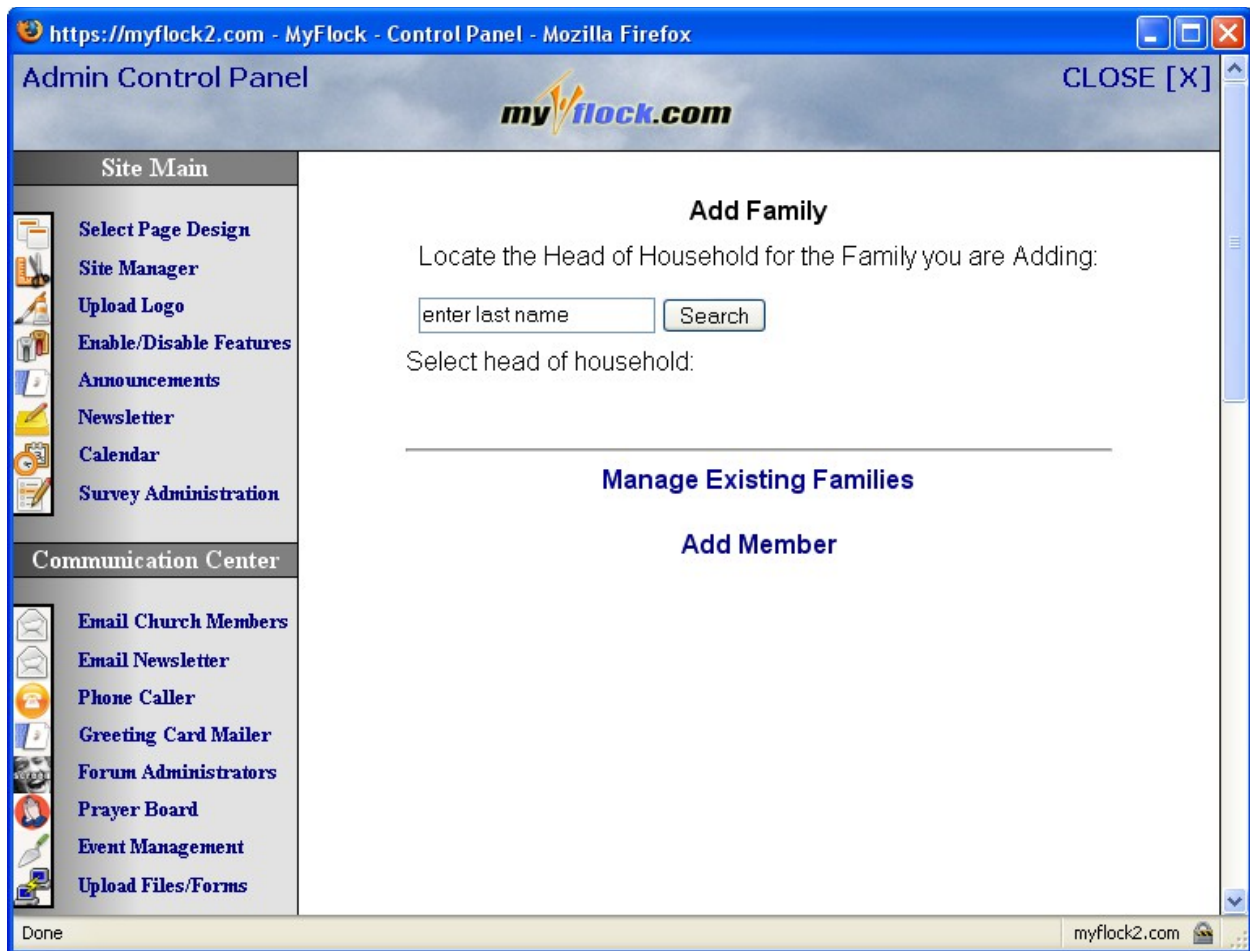 https://myflock2.com - MyFlock - Control Panel - Mozilla Firefox
Admin Control Panel
myflock.com
CLOSE [X]
Site Main
Select Page Design
Site Manager
Upload Logo
Enable/Disable Features
Announcements
Newsletter
Calendar
Survey Administration
Communication Center
Email Church Members
Email Newsletter
Phone Caller
Greeting Card Mailer
Forum Administrators
Prayer Board
Event Management
Upload Files/Forms
Add Family
Locate the Head of Household for the Family you are Adding:
enter last name
Search
Select head of household:
Manage Existing Families
Add Member
Done
myflock2.com